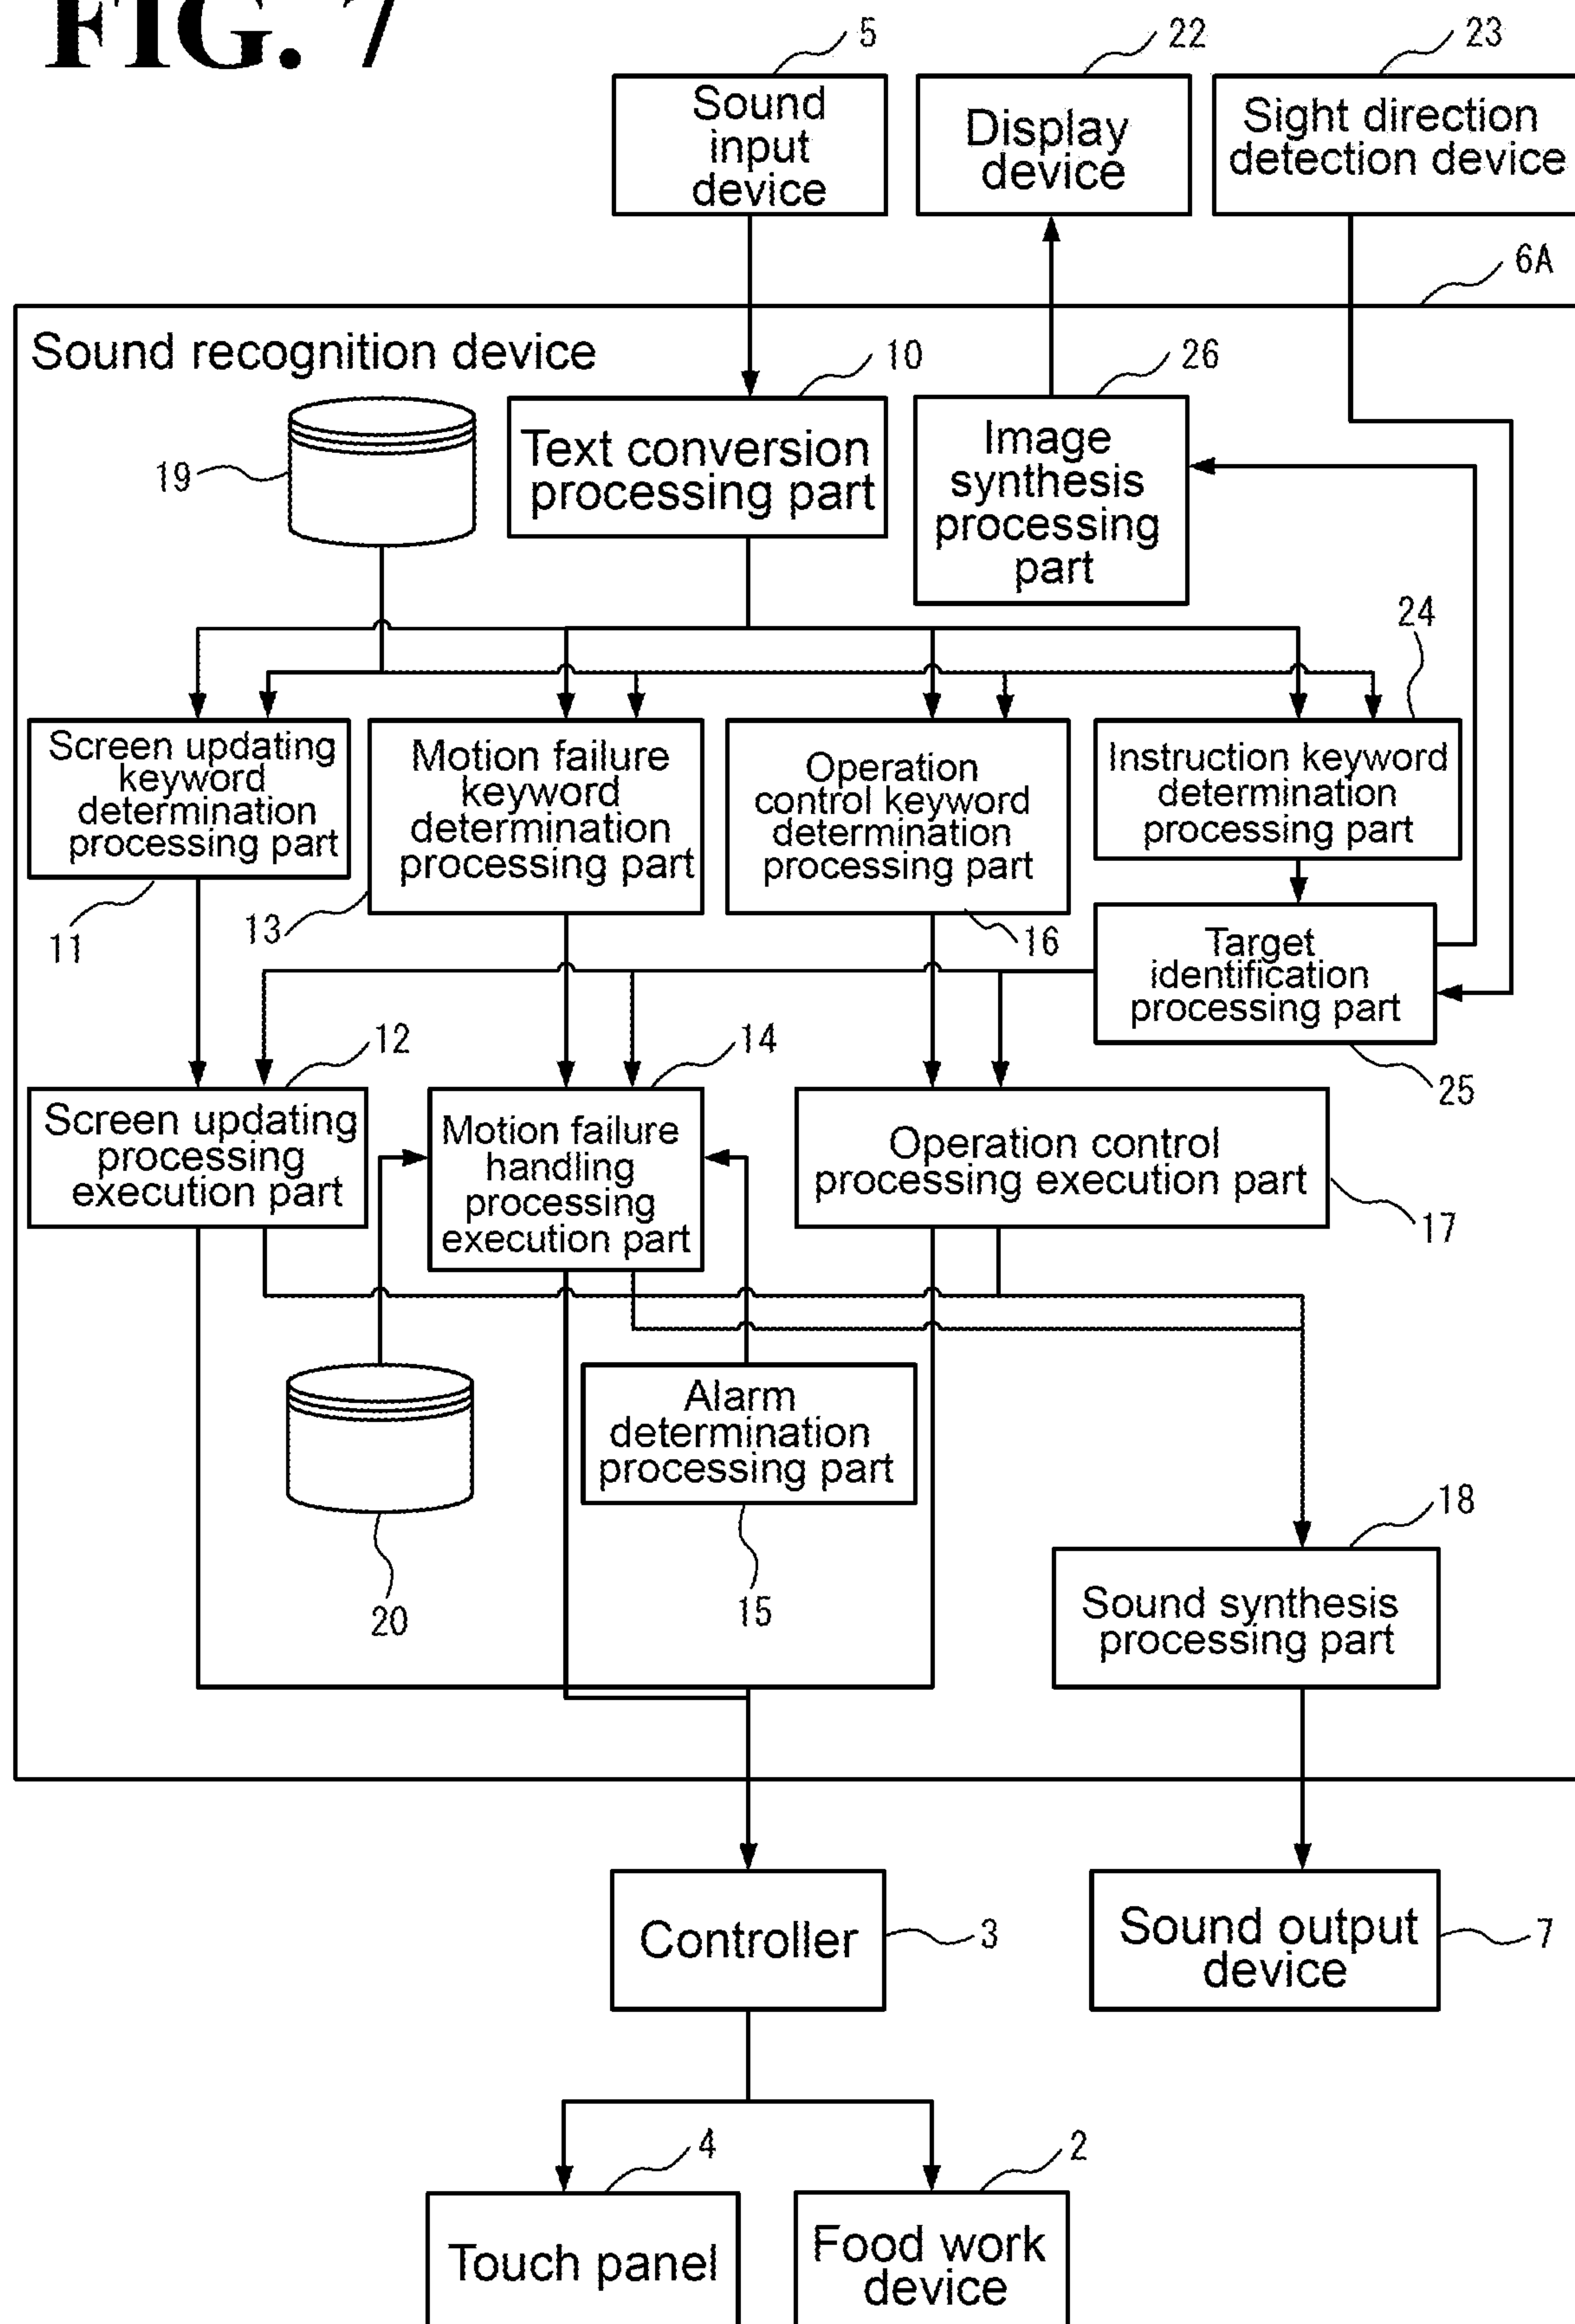 FIG. 7
5
22
23
Sound
input
device
Display
device
Sight direction
detection device
6A
Sound recognition device
10
26
19
Text conversion
processing part
Image
synthesis
processing
part
24
Screen updating
keyword
determination
processing part
Motion failure
keyword
determination
processing part
Operation
control keyword
determination
processing part
Instruction keyword
determination
processing part
11
13
16
Target
identification
processing part
25
12
14
Screen updating
processing
execution part
Motion failure
handling
processing
execution part
Operation control
processing execution part
17
Alarm
determination
processing part
20
15
18
Sound synthesis
processing part
Controller
3
Sound output
device
7
4
2
Touch panel
Food work
device